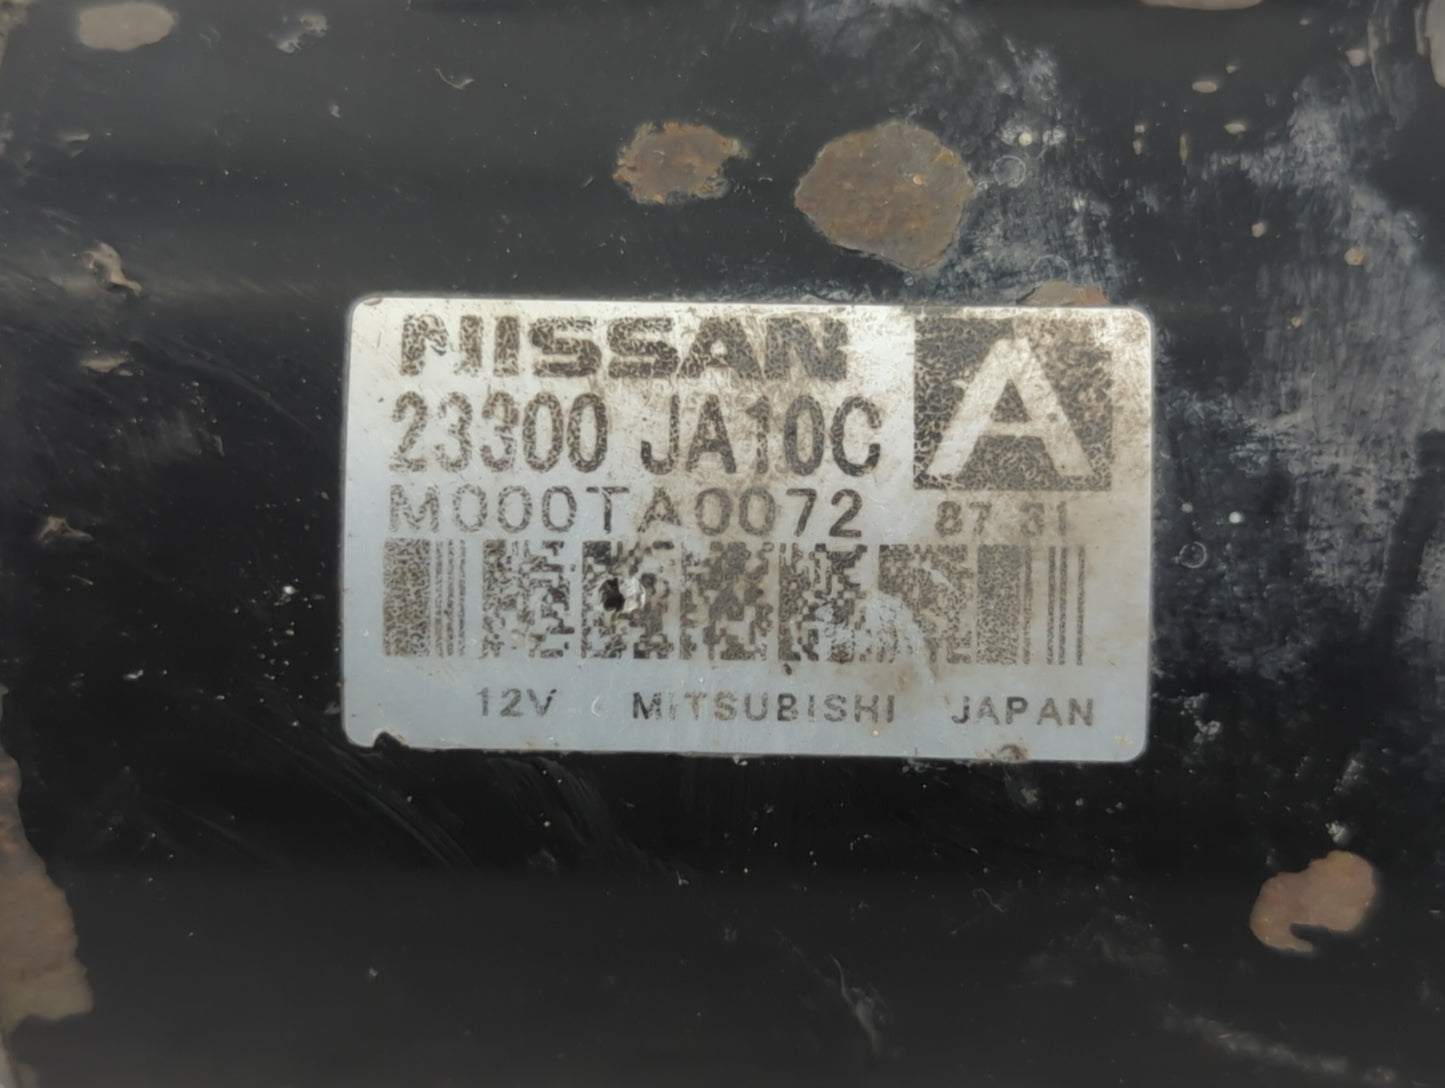 NISSAN
A
23300 JA10C
M000TA0072 87 31
12V MITSUBISHI JAPAN